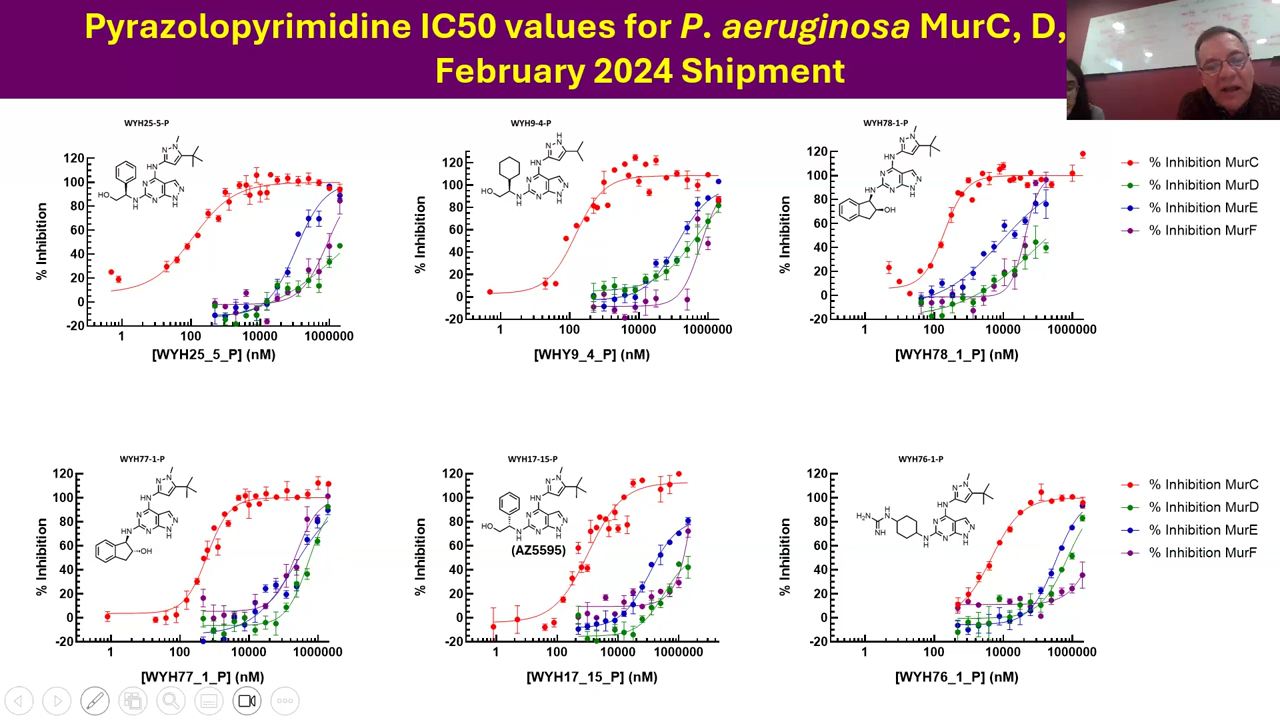 Pyrazolopyrimidine IC50 values for P. aeruginosa MurC, D,
February 2024 Shipment
WYH25-5-P
WYH9-4-P
WYH78-1-P
% Inhibition
120
100
80
60
40
20
0
-20
1
100
10000
1000000
[WYH25_5_P] (nM)
% Inhibition
120
100
80
60
40
20
0
-20
1
100
10000
1000000
[WHY9_4_P] (nM)
% Inhibition
120
100
80
60
40
20
0
-20
1
100
10000
1000000
[WYH78_1_P] (nM)
% Inhibition MurC
% Inhibition MurD
% Inhibition MurE
% Inhibition MurF
WYH77-1-P
WYH17-15-P
WYH76-1-P
% Inhibition
120
100
80
60
40
20
0
-20
1
100
10000
1000000
[WYH77_1_P] (nM)
(AZ5595)
% Inhibition
120
100
80
60
40
20
0
-20
1
100
10000
1000000
[WYH17_15_P] (nM)
% Inhibition
120
100
80
60
40
20
0
-20
1
100
10000
1000000
[WYH76_1_P] (nM)
% Inhibition MurC
% Inhibition MurD
% Inhibition MurE
% Inhibition MurF